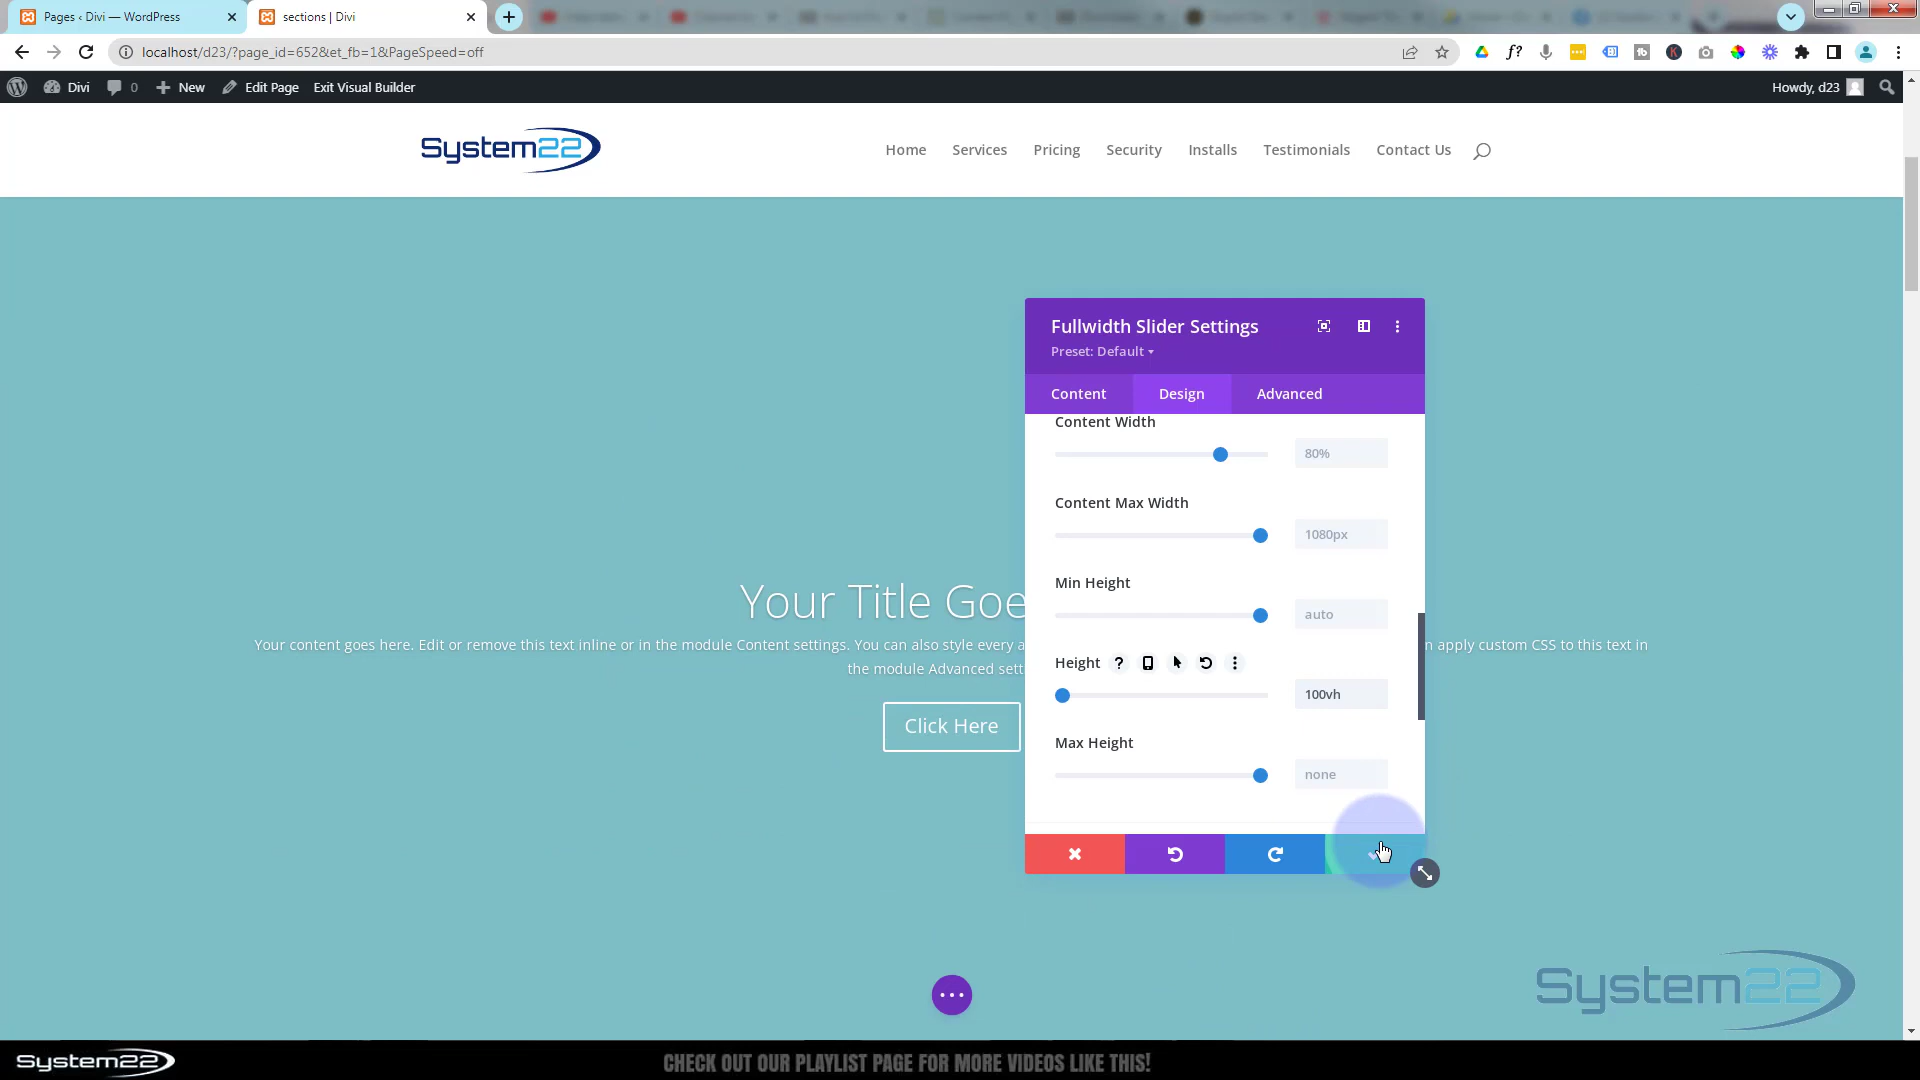 Pages ‹ Divi — WordPress
sections | Divi
localhost/d23/?page_id=652&et_fb=1&PageSpeed=off
Divi
0
New
Edit Page
Exit Visual Builder
Howdy, d23
System22
Home
Services
Pricing
Security
Installs
Testimonials
Contact Us
Fullwidth Slider Settings
Preset: Default
Content
Design
Advanced
Content Width
80%
Content Max Width
1080px
Min Height
auto
Height
100vh
Max Height
none
Your Title Goe
Your content goes here. Edit or remove this text inline or in the module Content settings. You can also style every a
n apply custom CSS to this text in
the module Advanced setti
Click Here
System22
System22
CHECK OUT OUR PLAYLIST PAGE FOR MORE VIDEOS LIKE THIS!